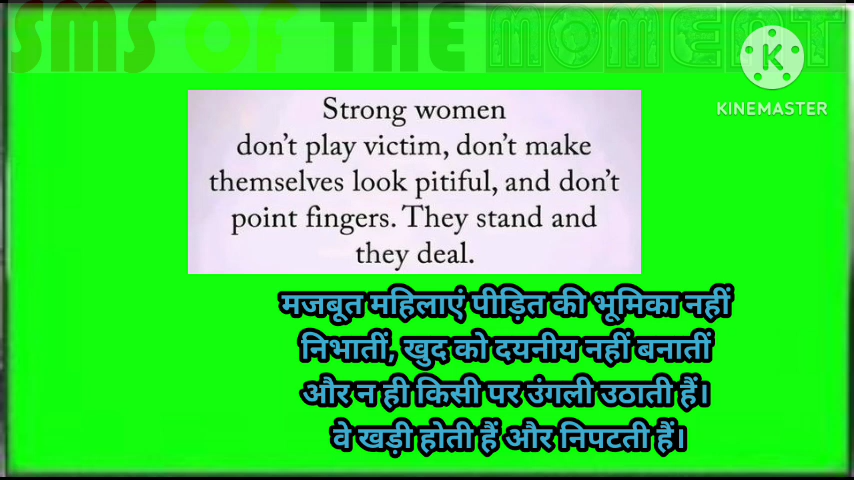 SMS OF THE MOMENT
KINEMASTER
Strong women
don't play victim, don't make
themselves look pitiful, and don't
point fingers. They stand and
they deal.
मजबूत महिलाएं पीड़ित की भूमिका नहीं
निभातीं, खुद को दयनीय नहीं बनातीं
और न ही किसी पर उंगली उठाती हैं।
वे खड़ी होती हैं और निपटती हैं।